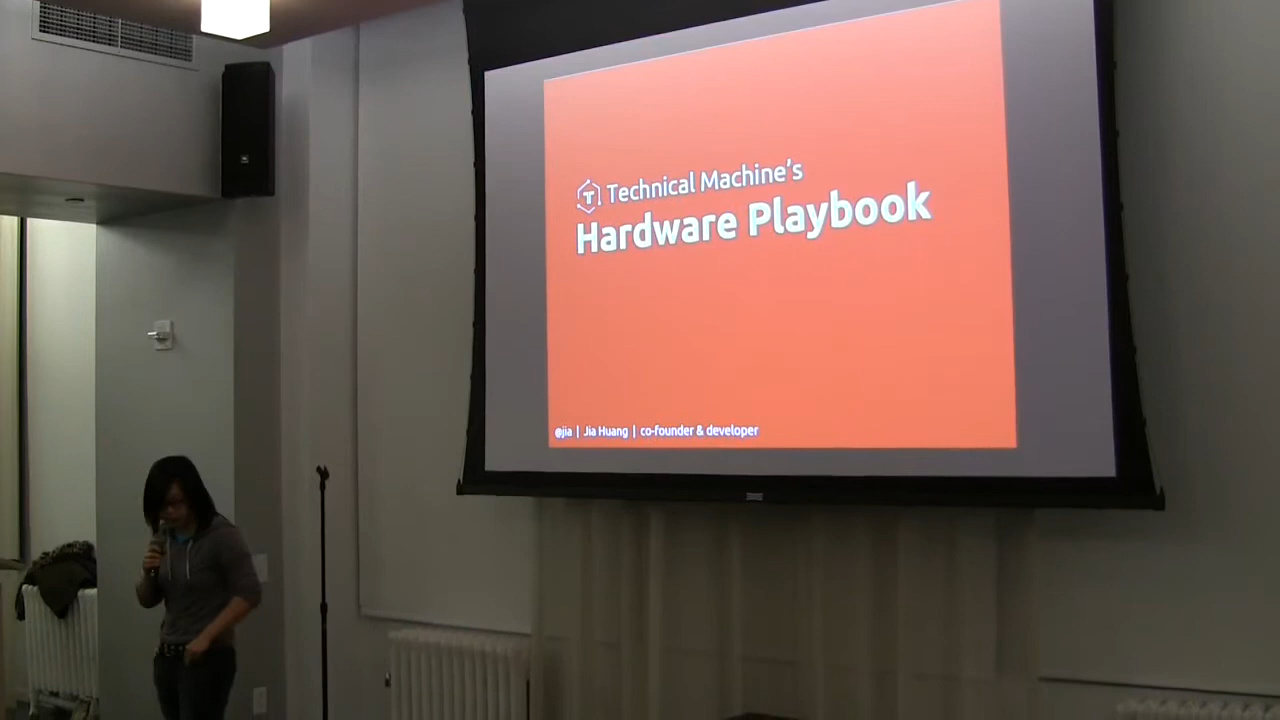 Technical Machine's
Hardware Playbook
@jia | Jia Huang | co-founder & developer